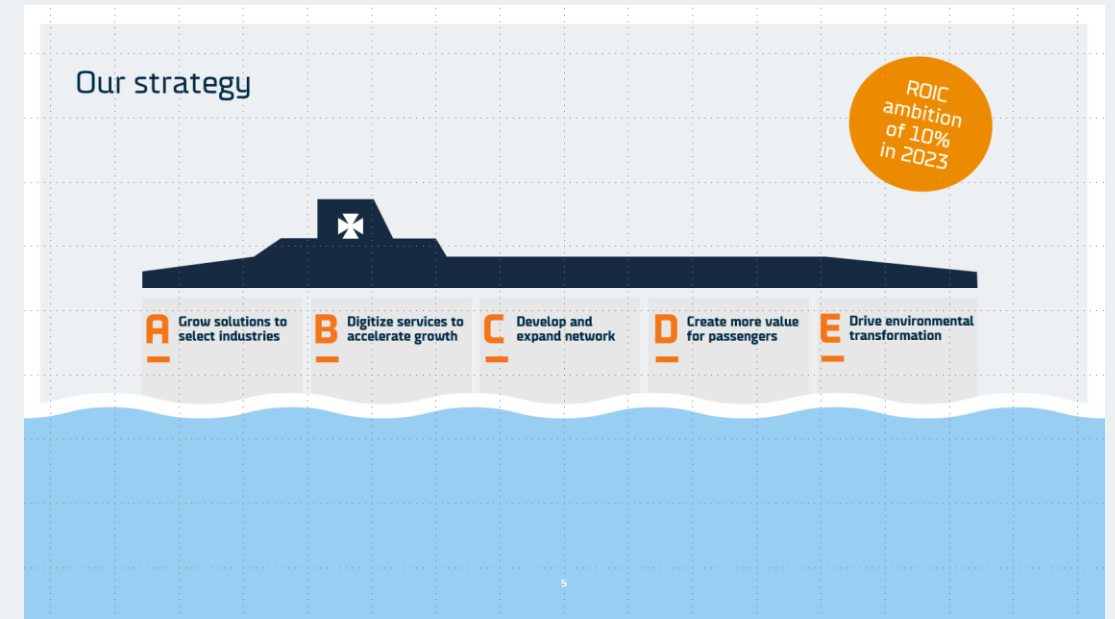 Our strategy
ROIC
ambition
of 10%
in 2023
A
Grow solutions to
select industries
B
Digitize services to
accelerate growth
C
Develop and
expand network
D
Create more value
for passengers
E
Drive environmental
transformation
5